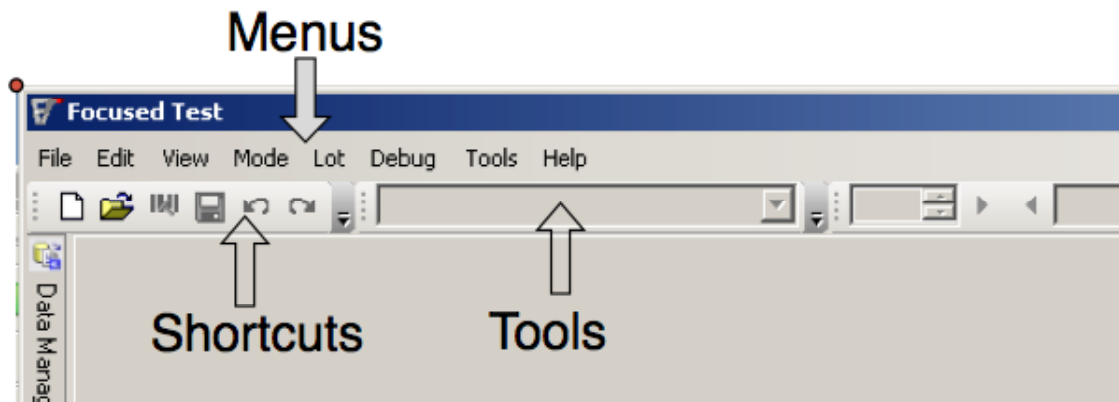 Menus
Focused Test
File Edit View Mode Lot Debug Tools Help
Shortcuts Tools
Data Manag